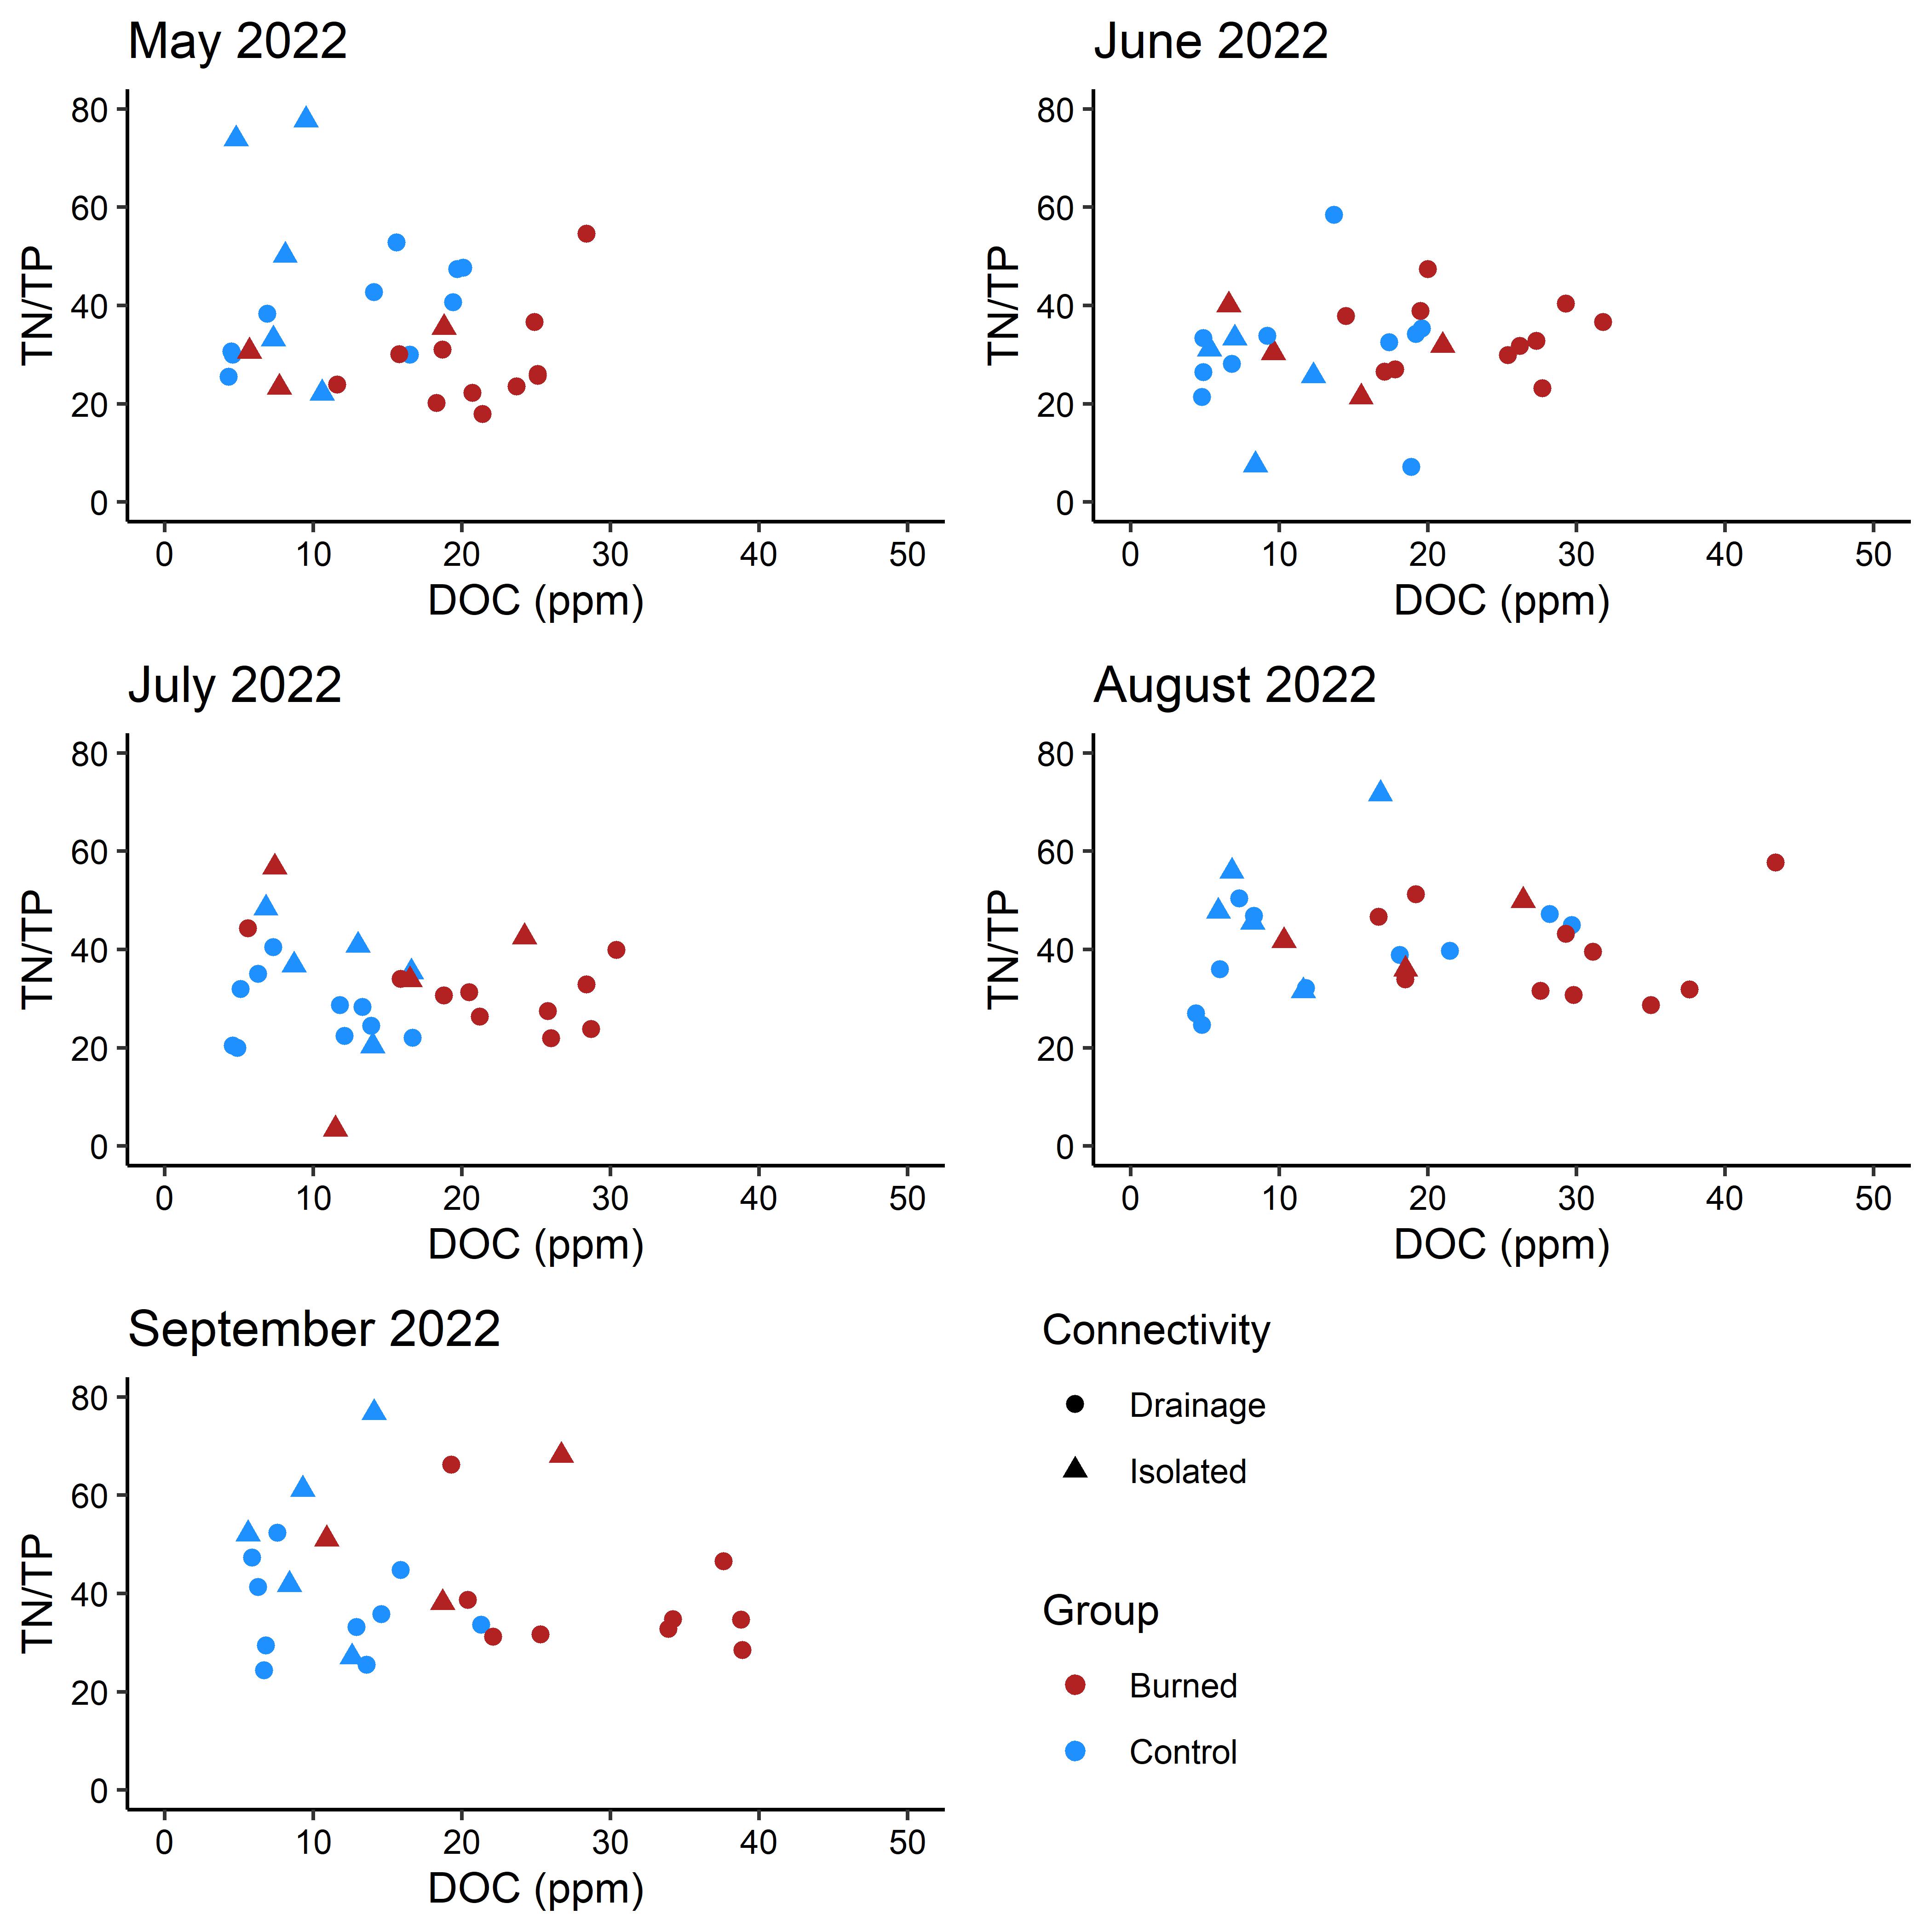 May 2022
80
60
40
20
0
TN/TP
0 10 20 30 40 50
DOC (ppm)
June 2022
80
60
40
20
0
TN/TP
0 10 20 30 40 50
DOC (ppm)
July 2022
80
60
40
20
0
TN/TP
0 10 20 30 40 50
DOC (ppm)
August 2022
80
60
40
20
0
TN/TP
0 10 20 30 40 50
DOC (ppm)
September 2022
80
60
40
20
0
TN/TP
0 10 20 30 40 50
DOC (ppm)
Connectivity
Drainage
Isolated
Group
Burned
Control